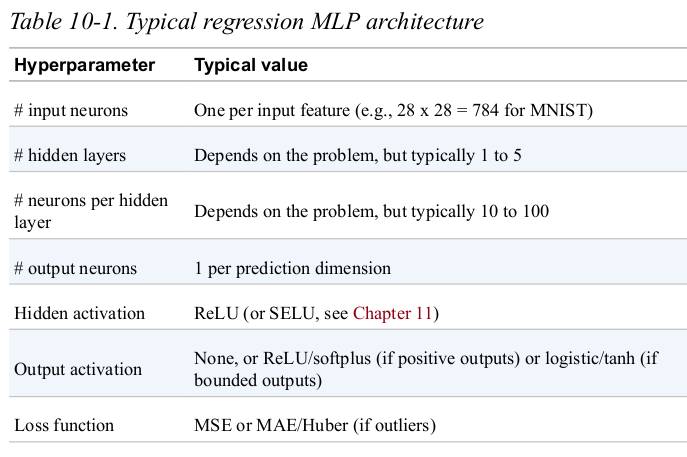 Table 10-1. Typical regression MLP architecture
Hyperparameter Typical value
# input neurons One per input feature (e.g., 28 x 28 = 784 for MNIST)
# hidden layers Depends on the problem, but typically 1 to 5
# neurons per hidden
layer
Depends on the problem, but typically 10 to 100
# output neurons 1 per prediction dimension
Hidden activation ReLU (or SELU, see Chapter 11)
Output activation
None, or ReLU/softplus (if positive outputs) or logistic/tanh (if
bounded outputs)
Loss function MSE or MAE/Huber (if outliers)